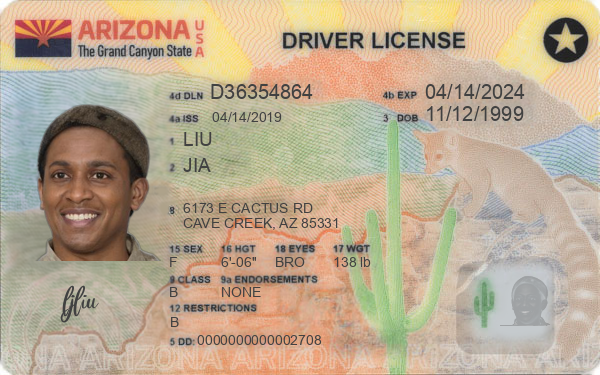 ARIZONA USA
The Grand Canyon State
DRIVER LICENSE
4d DLN D36354864
4b EXP 04/14/2024
4a ISS 04/14/2019
3 DOB 11/12/1999
1 LIU
2 JIA
8 6173 E CACTUS RD
CAVE CREEK, AZ 85331
15 SEX 16 HGT 18 EYES 17 WGT
F 6'-06" BRO 138 lb
9 CLASS 9a ENDORSEMENTS
B NONE
12 RESTRICTIONS
B
5 DD: 0000000000002708
Jliu
ARIZONA ARIZONA ARIZONA ARIZONA